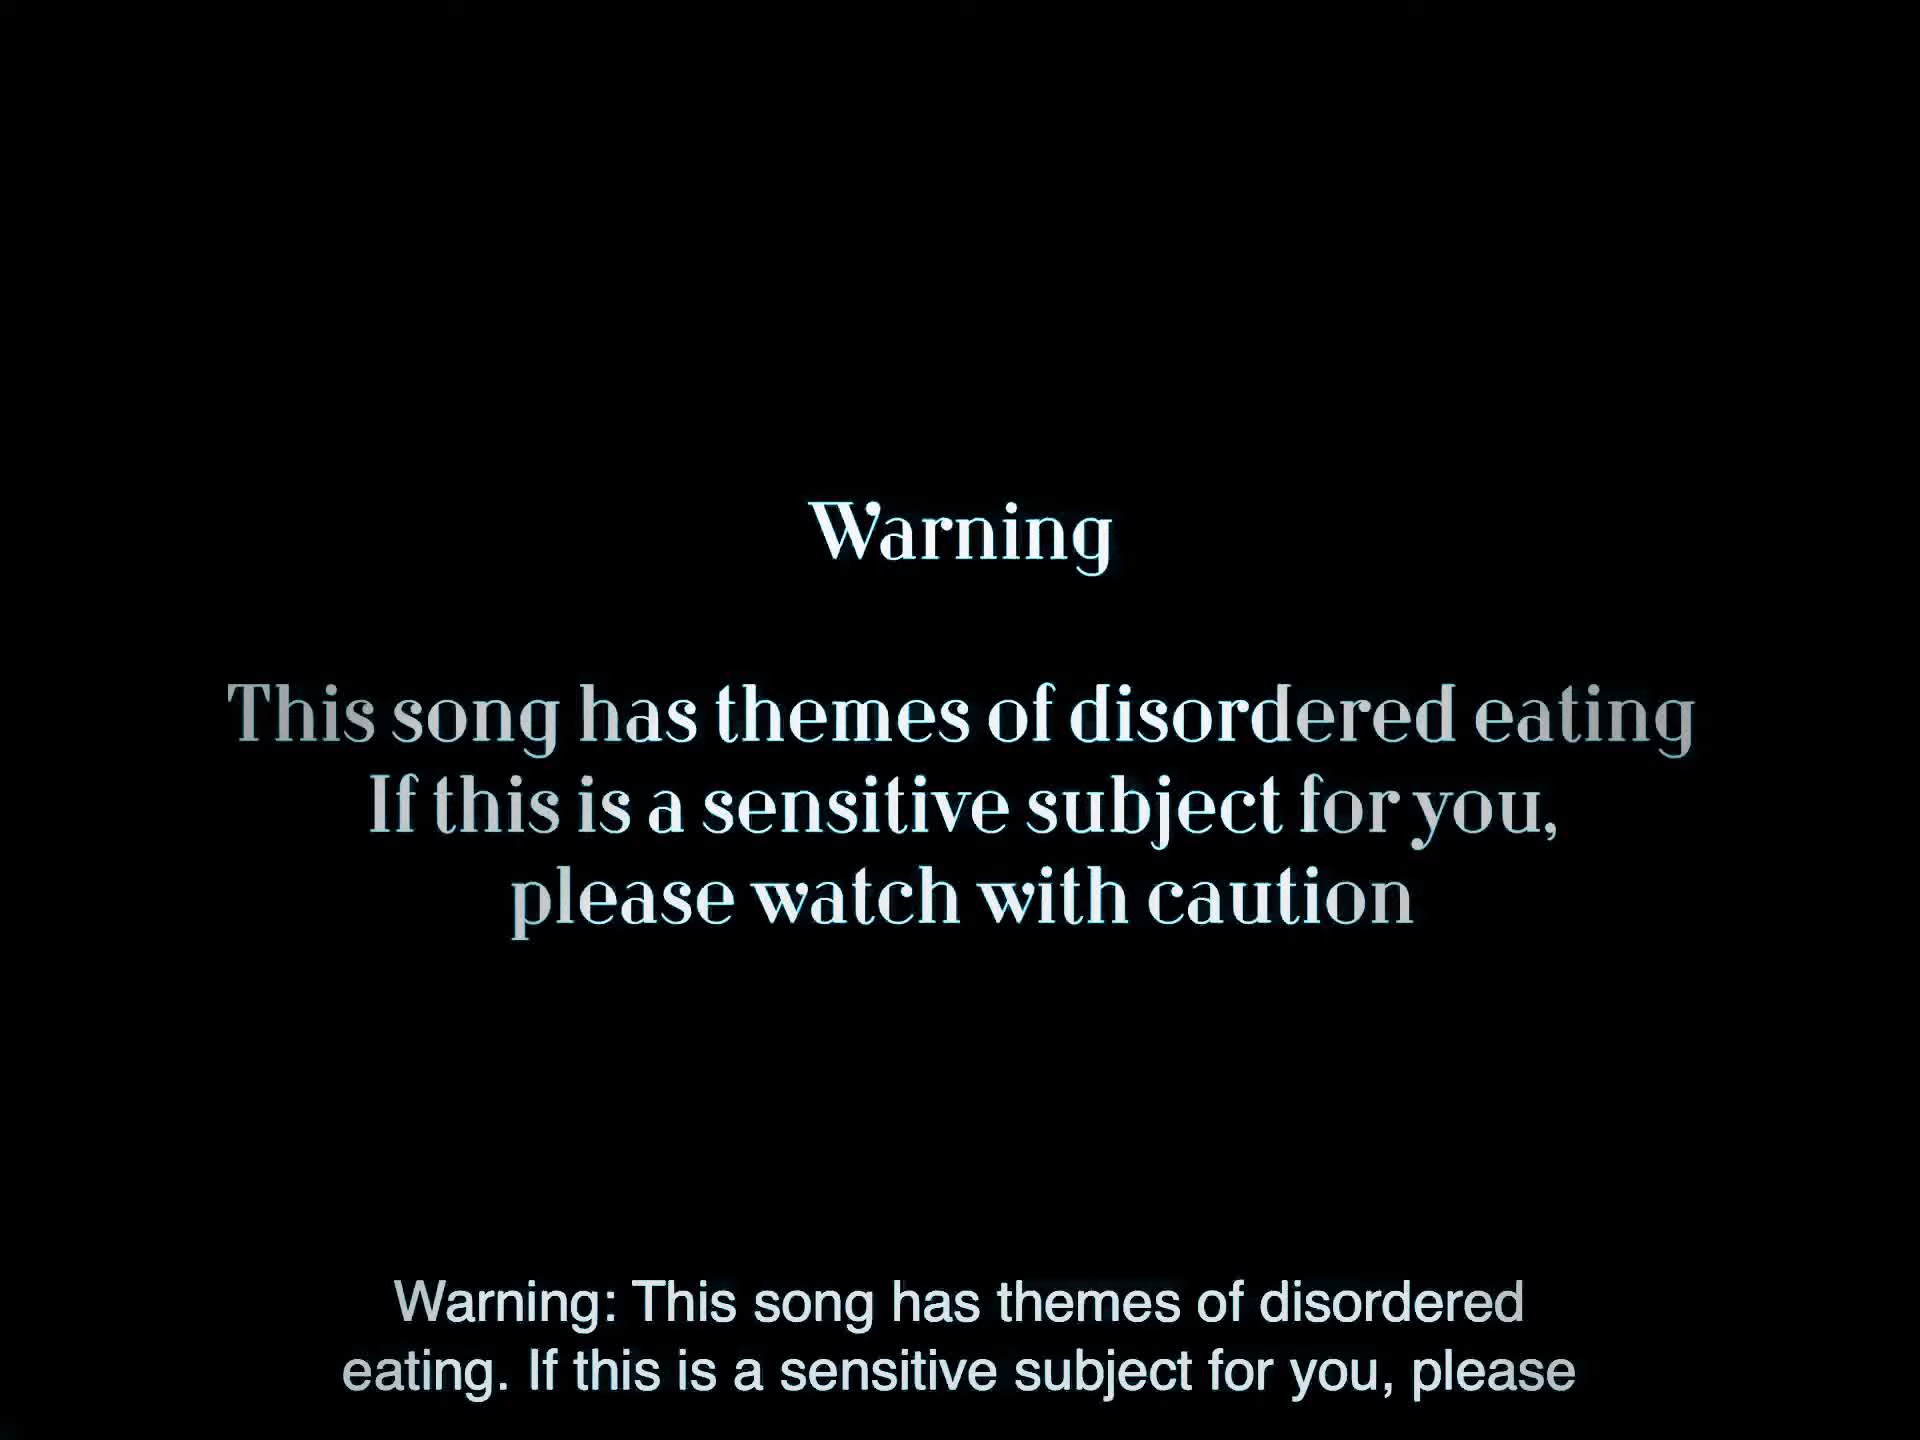 Warning
This song has themes of disordered eating
If this is a sensitive subject for you,
please watch with caution
Warning: This song has themes of disordered
eating. If this is a sensitive subject for you, please